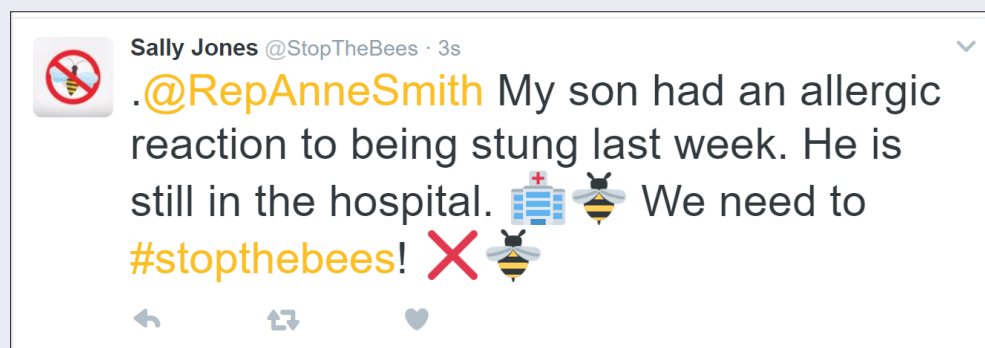 Sally Jones @StopTheBees · 3s
.@RepAnneSmith My son had an allergic
reaction to being stung last week. He is
still in the hospital. 🏥🐝 We need to
#stopthebees! ❌🐝